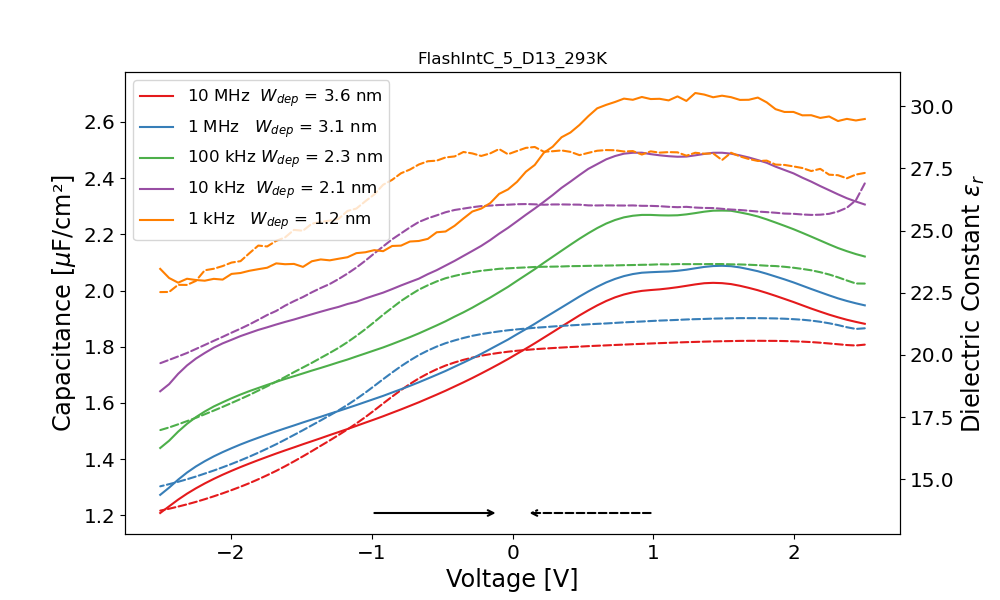 FlashIntC_5_D13_293K
10 MHz W_dep = 3.6 nm
1 MHz W_dep = 3.1 nm
100 kHz W_dep = 2.3 nm
10 kHz W_dep = 2.1 nm
1 kHz W_dep = 1.2 nm
Capacitance [μF/cm²]
2.6
2.4
2.2
2.0
1.8
1.6
1.4
1.2
30.0
27.5
25.0
22.5
20.0
17.5
15.0
Dielectric Constant ε_r
−2 −1 0 1 2
Voltage [V]